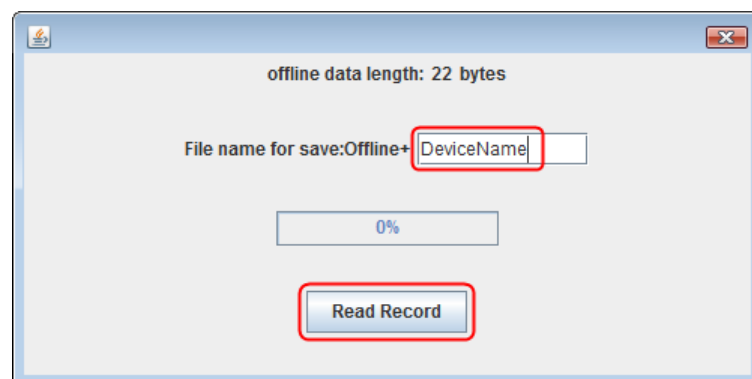 offline data length: 22 bytes
File name for save:Offline+ DeviceName
0%
Read Record